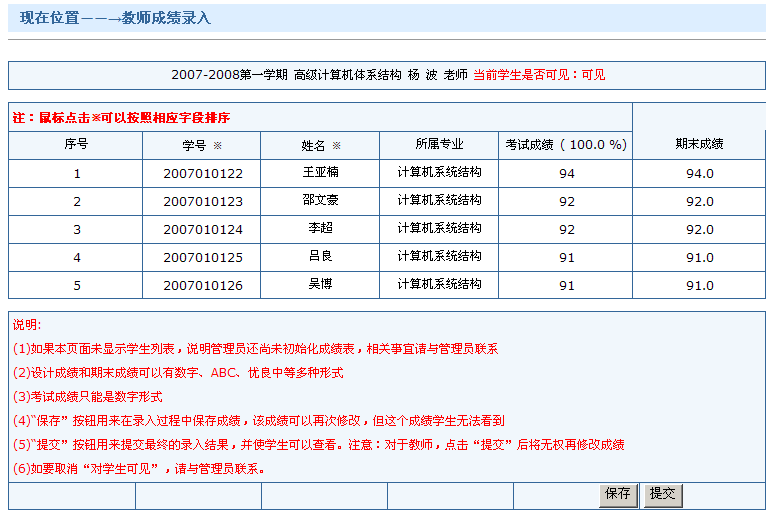 现在位置——→教师成绩录入
2007-2008第一学期 高级计算机体系结构 杨 波 老师 当前学生是否可见：可见
注：鼠标点击※可以按照相应字段排序
序号 学号 ※ 姓名 ※ 所属专业 考试成绩 ( 100.0 %) 期末成绩
1 2007010122 王亚楠 计算机系统结构 94 94.0
2 2007010123 邵文豪 计算机系统结构 92 92.0
3 2007010124 李超 计算机系统结构 92 92.0
4 2007010125 吕良 计算机系统结构 91 91.0
5 2007010126 吴博 计算机系统结构 91 91.0
说明:
(1)如果本页面未显示学生列表，说明管理员还尚未初始化成绩表，相关事宜请与管理员联系
(2)设计成绩和期末成绩可以有数字、ABC、优良中等多种形式
(3)考试成绩只能是数字形式
(4)“保存”按钮用来在录入过程中保存成绩，该成绩可以再次修改，但这个成绩学生无法看到
(5)“提交”按钮用来提交最终的录入结果，并使学生可以查看。注意：对于教师，点击“提交”后将无权再修改成绩
(6)如要取消“对学生可见”，请与管理员联系。
保存 提交